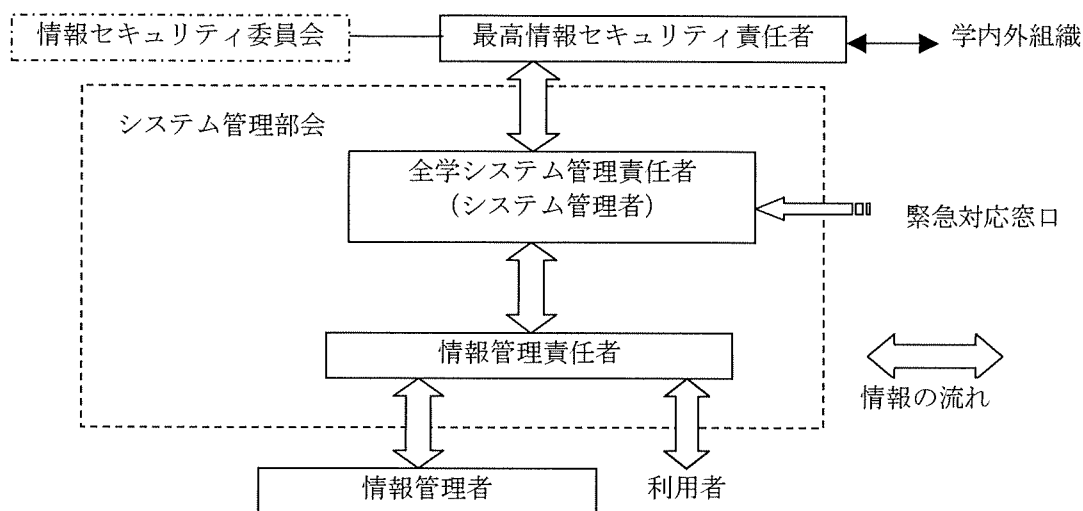 情報セキュリティ委員会
最高情報セキュリティ責任者
学内外組織
システム管理部会
全学システム管理責任者
(システム管理者)
緊急対応窓口
情報管理責任者
情報の流れ
情報管理者
利用者